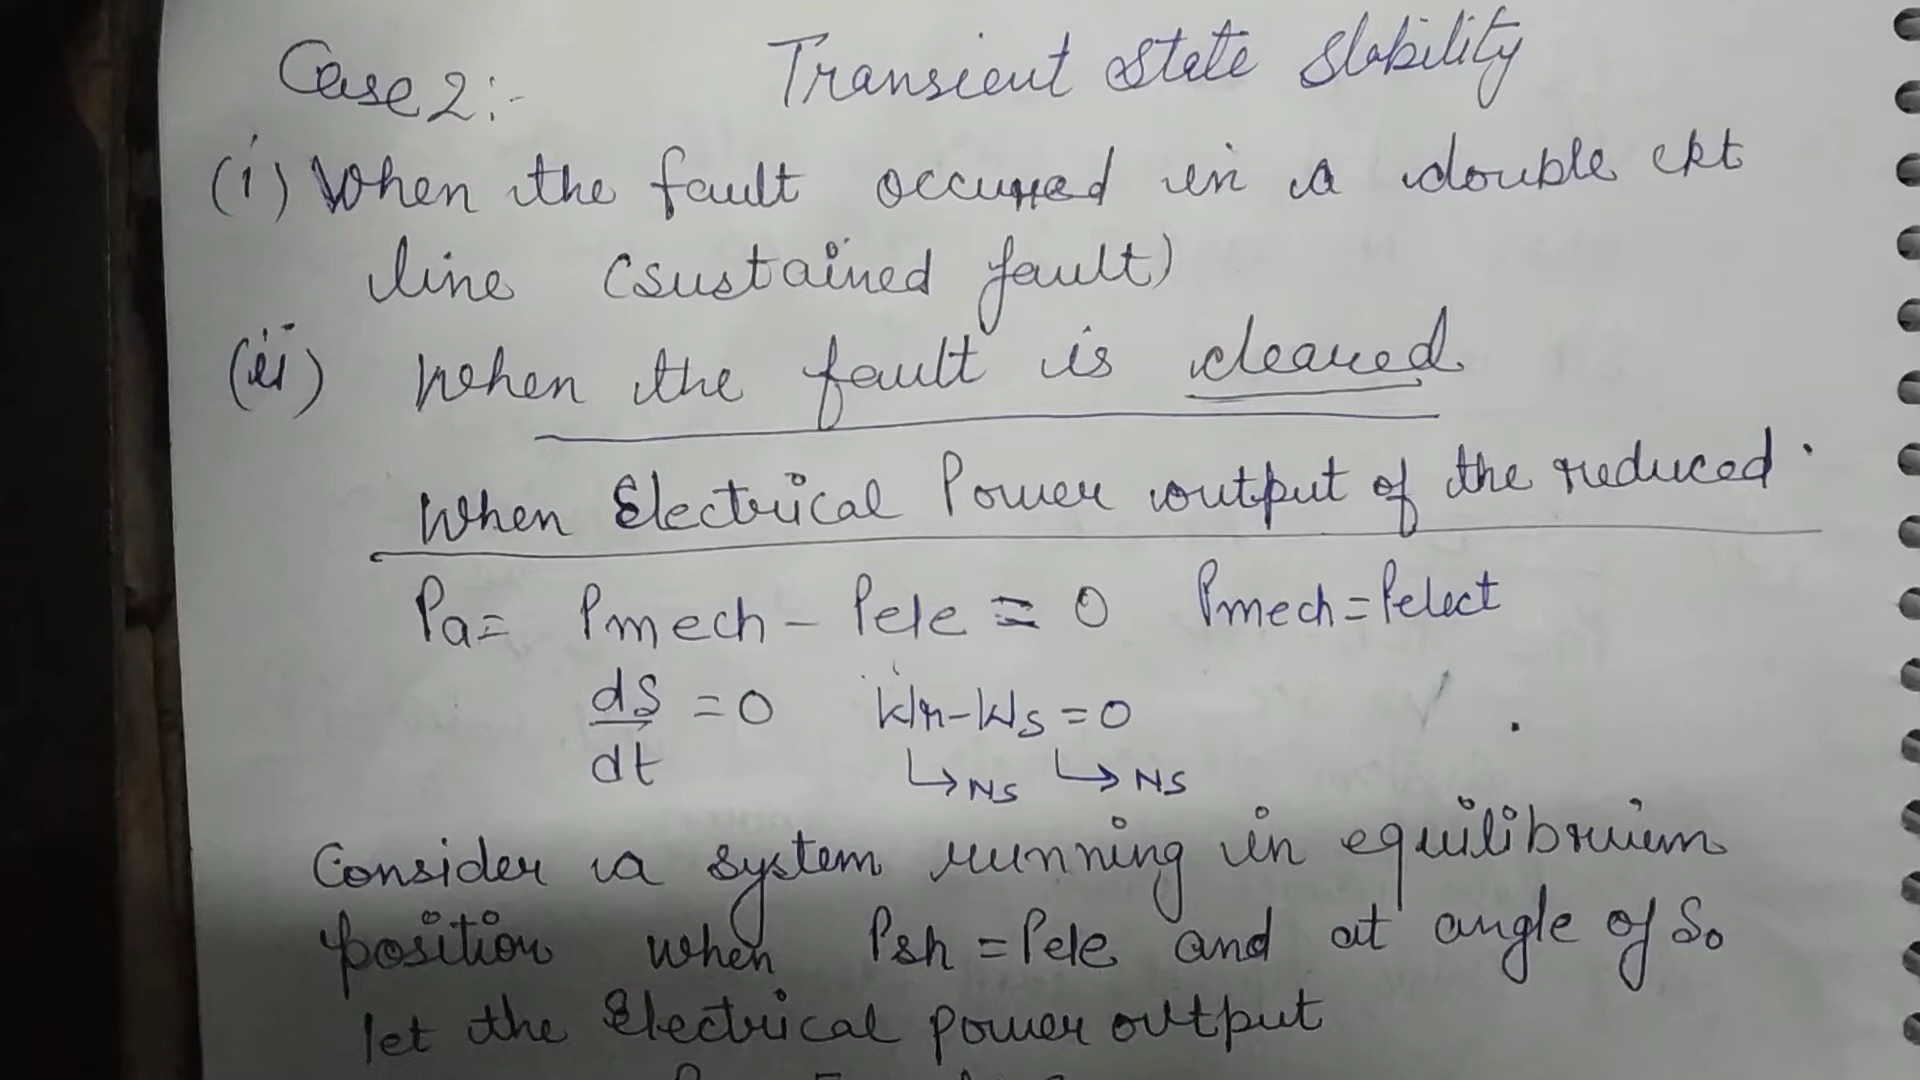 Case 2:- Transient State Stability
(i) When the fault occurred in a double ckt
line (sustained fault)
(ii) When the fault is cleared
When Electrical Power output of the reduced.
Pa = Pmech - Pele = 0 Pmech = Pelect
dS/dt = 0 Wr - Ws = 0
↳ NS ↳ NS
Consider a system running in equilibrium
position when Psh = Pele and at angle of So
let the Electrical power output